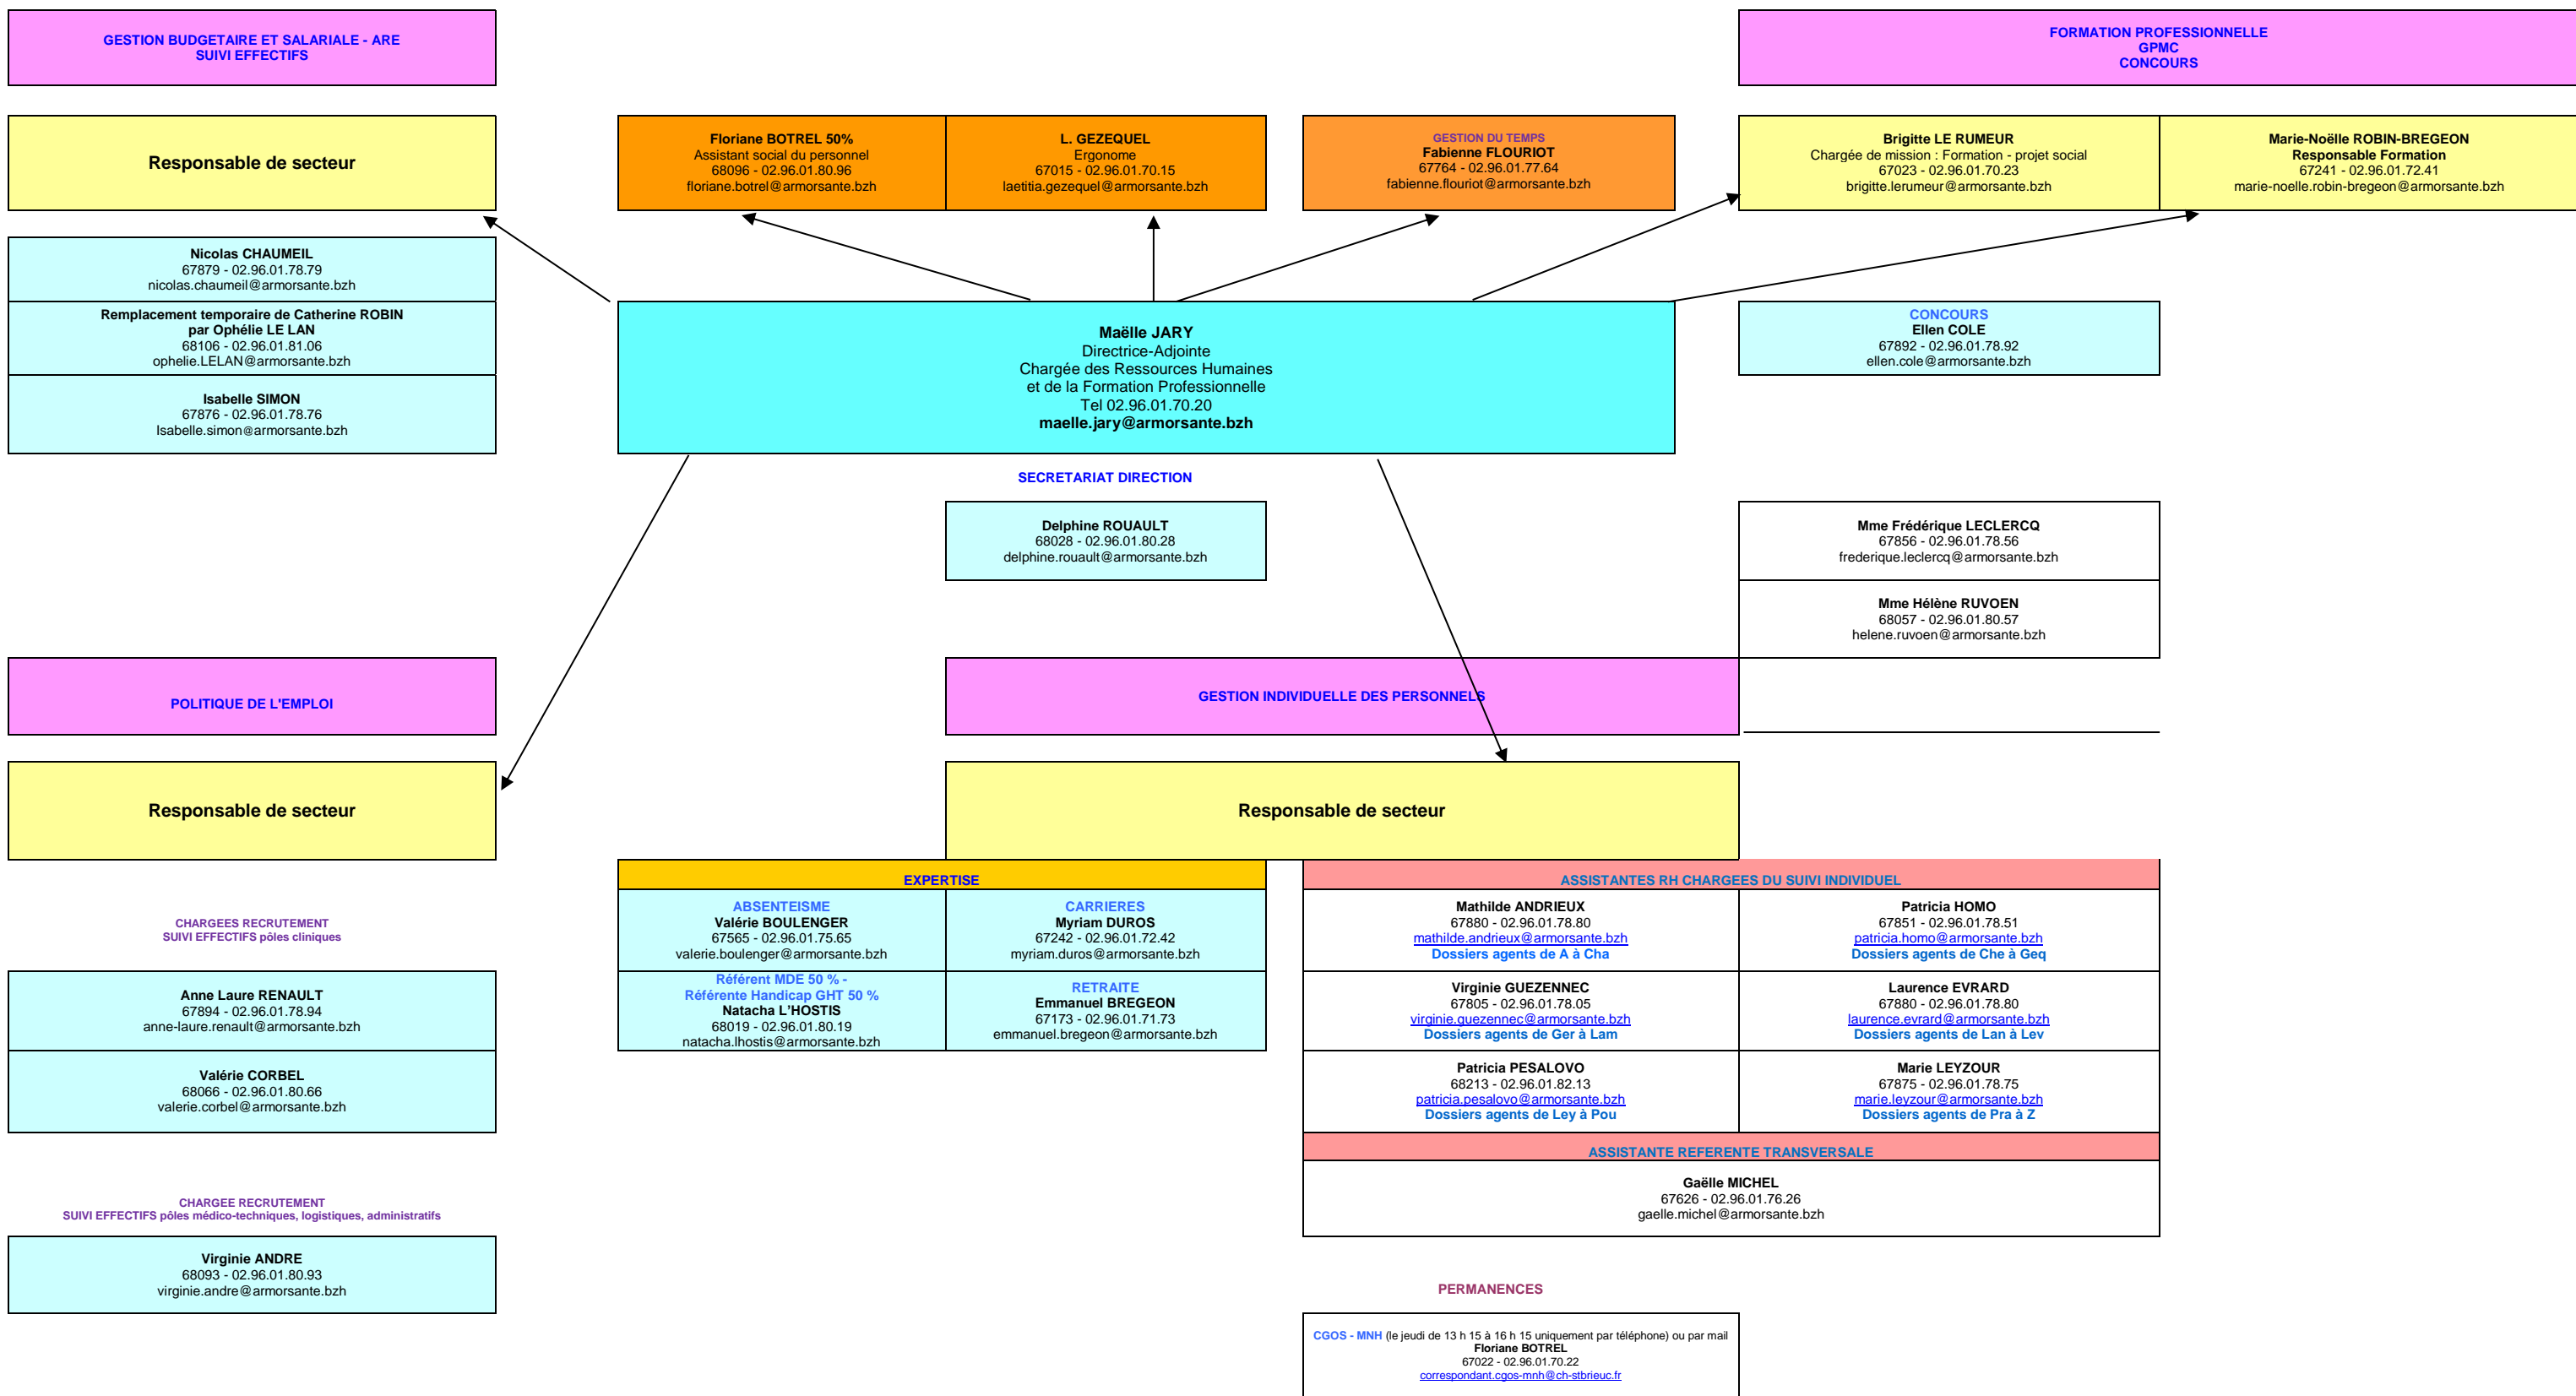 GESTION BUDGETAIRE ET SALARIALE - ARE
SUIVI EFFECTIFS
FORMATION PROFESSIONNELLE
GPMC
CONCOURS
Responsable de secteur
Floriane BOTREL 50%
Assistant social du personnel
68096 - 02.96.01.80.96
floriane.botrel@armorsante.bzh
L. GEZEQUEL
Ergonome
67015 - 02.96.01.70.15
laetitia.gezequel@armorsante.bzh
GESTION DU TEMPS
Fabienne FLOURIOT
67764 - 02.96.01.77.64
fabienne.flouriot@armorsante.bzh
Brigitte LE RUMEUR
Chargée de mission : Formation - projet social
67023 - 02.96.01.70.23
brigitte.lerumeur@armorsante.bzh
Marie-Noëlle ROBIN-BREGEON
Responsable Formation
67241 - 02.96.01.72.41
marie-noelle.robin-bregeon@armorsante.bzh
Nicolas CHAUMEIL
67879 - 02.96.01.78.79
nicolas.chaumeil@armorsante.bzh
Remplacement temporaire de Catherine ROBIN
par Ophélie LE LAN
68106 - 02.96.01.81.06
ophelie.LELAN@armorsante.bzh
Isabelle SIMON
67876 - 02.96.01.78.76
Isabelle.simon@armorsante.bzh
Maëlle JARY
Directrice-Adjointe
Chargée des Ressources Humaines
et de la Formation Professionnelle
Tel 02.96.01.70.20
maelle.jary@armorsante.bzh
CONCOURS
Ellen COLE
67892 - 02.96.01.78.92
ellen.cole@armorsante.bzh
SECRETARIAT DIRECTION
Delphine ROUAULT
68028 - 02.96.01.80.28
delphine.rouault@armorsante.bzh
Mme Frédérique LECLERCQ
67856 - 02.96.01.78.56
frederique.leclercq@armorsante.bzh
Mme Hélène RUVOEN
68057 - 02.96.01.80.57
helene.ruvoen@armorsante.bzh
POLITIQUE DE L'EMPLOI
GESTION INDIVIDUELLE DES PERSONNELS
Responsable de secteur
Responsable de secteur
CHARGEES RECRUTEMENT
SUIVI EFFECTIFS pôles cliniques
Anne Laure RENAULT
67894 - 02.96.01.78.94
anne-laure.renault@armorsante.bzh
Valérie CORBEL
68066 - 02.96.01.80.66
valerie.corbel@armorsante.bzh
CHARGEE RECRUTEMENT
SUIVI EFFECTIFS pôles médico-techniques, logistiques, administratifs
Virginie ANDRE
68093 - 02.96.01.80.93
virginie.andre@armorsante.bzh
EXPERTISE
ABSENTEISME
Valérie BOULENGER
67565 - 02.96.01.75.65
valerie.boulenger@armorsante.bzh
CARRIERES
Myriam DUROS
67242 - 02.96.01.72.42
myriam.duros@armorsante.bzh
Référent MDE 50 % -
Référente Handicap GHT 50 %
Natacha L'HOSTIS
68019 - 02.96.01.80.19
natacha.lhostis@armorsante.bzh
RETRAITE
Emmanuel BREGEON
67173 - 02.96.01.71.73
emmanuel.bregeon@armorsante.bzh
ASSISTANTES RH CHARGEES DU SUIVI INDIVIDUEL
Mathilde ANDRIEUX
67880 - 02.96.01.78.80
mathilde.andrieux@armorsante.bzh
Dossiers agents de A à Cha
Patricia HOMO
67851 - 02.96.01.78.51
patricia.homo@armorsante.bzh
Dossiers agents de Che à Geq
Virginie GUEZENNEC
67805 - 02.96.01.78.05
virginie.guezennec@armorsante.bzh
Dossiers agents de Ger à Lam
Laurence EVRARD
67880 - 02.96.01.78.80
laurence.evrard@armorsante.bzh
Dossiers agents de Lan à Lev
Patricia PESALOVO
68213 - 02.96.01.82.13
patricia.pesalovo@armorsante.bzh
Dossiers agents de Ley à Pou
Marie LEYZOUR
67875 - 02.96.01.78.75
marie.leyzour@armorsante.bzh
Dossiers agents de Pra à Z
ASSISTANTE REFERENTE TRANSVERSALE
Gaëlle MICHEL
67626 - 02.96.01.76.26
gaelle.michel@armorsante.bzh
PERMANENCES
CGOS - MNH (le jeudi de 13 h 15 à 16 h 15 uniquement par téléphone) ou par mail
Floriane BOTREL
67022 - 02.96.01.70.22
correspondant.cgos-mnh@ch-stbrieuc.fr